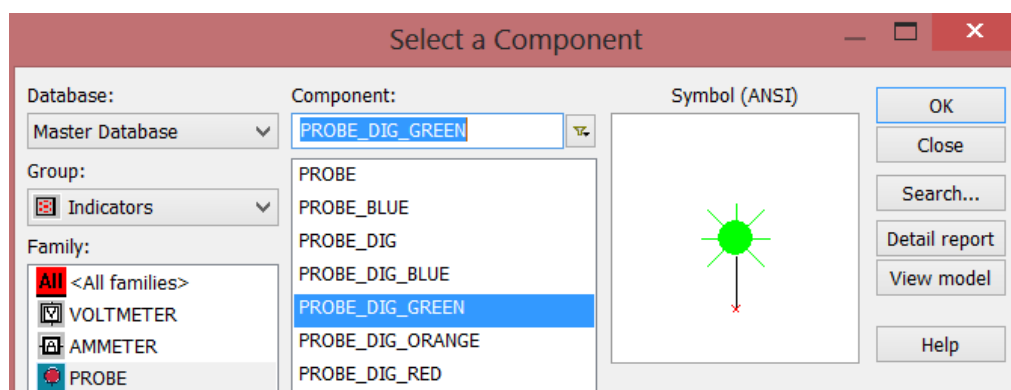 Select a Component
Database:
Master Database
Group:
Indicators
Family:
All <All families>
VOLTMETER
A AMMETER
PROBE
Component:
PROBE_DIG_GREEN
PROBE
PROBE_BLUE
PROBE_DIG
PROBE_DIG_BLUE
PROBE_DIG_GREEN
PROBE_DIG_ORANGE
PROBE_DIG_RED
Symbol (ANSI)
OK
Close
Search...
Detail report
View model
Help